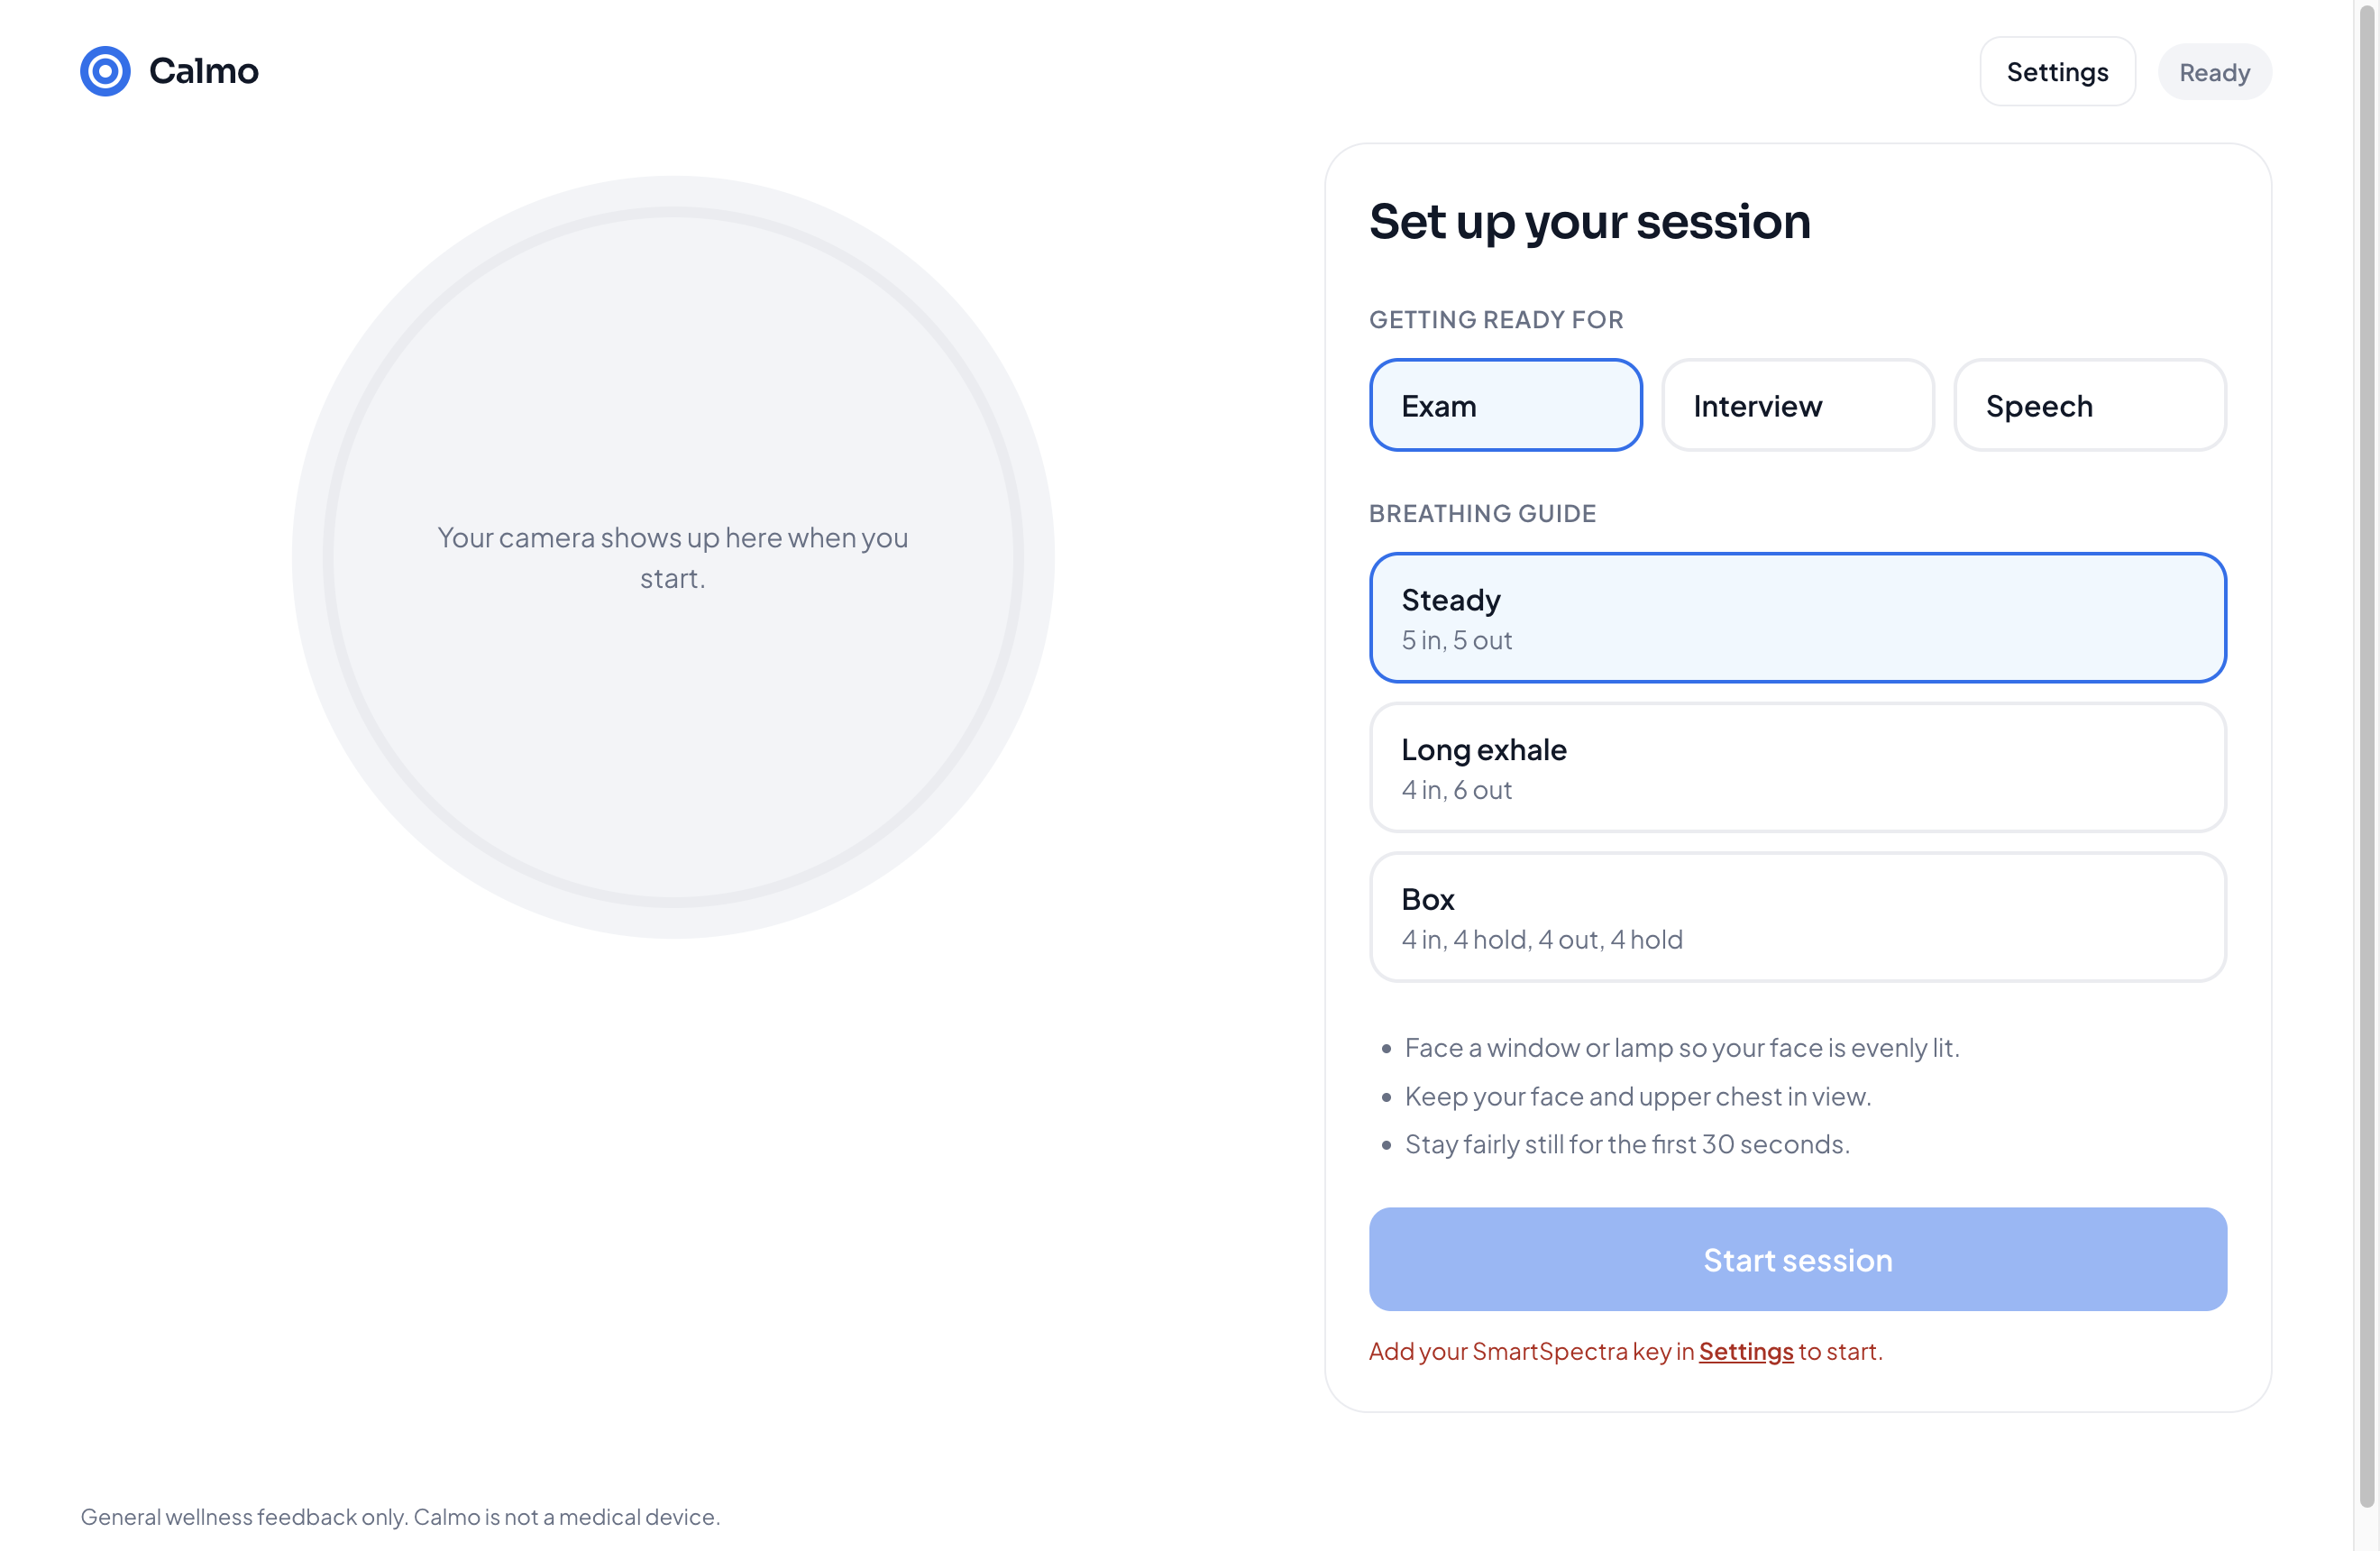 Calmo
Settings
Ready
Your camera shows up here when you
start.
Set up your session
GETTING READY FOR
Exam
Interview
Speech
BREATHING GUIDE
Steady
5 in, 5 out
Long exhale
4 in, 6 out
Box
4 in, 4 hold, 4 out, 4 hold
Face a window or lamp so your face is evenly lit.
Keep your face and upper chest in view.
Stay fairly still for the first 30 seconds.
Start session
Add your SmartSpectra key in Settings to start.
General wellness feedback only. Calmo is not a medical device.